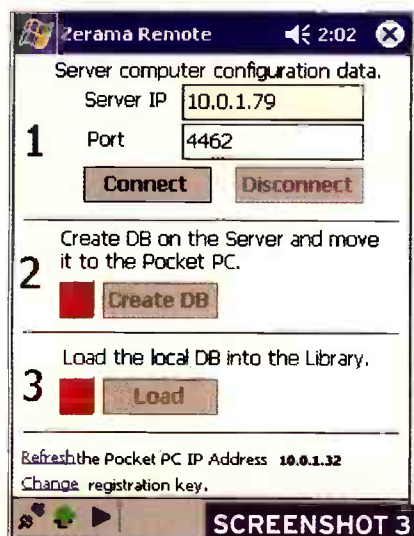 Zerama Remote 2:02
Server computer configuration data.
Server IP 10.0.1.79
1
Port 4462
Connect Disconnect
Create DB on the Server and move
it to the Pocket PC.
2
Create DB
Load the local DB into the Library.
3
Load
Refresh the Pocket PC IP Address 10.0.1.32
Change registration key.
SCREENSHOT 3